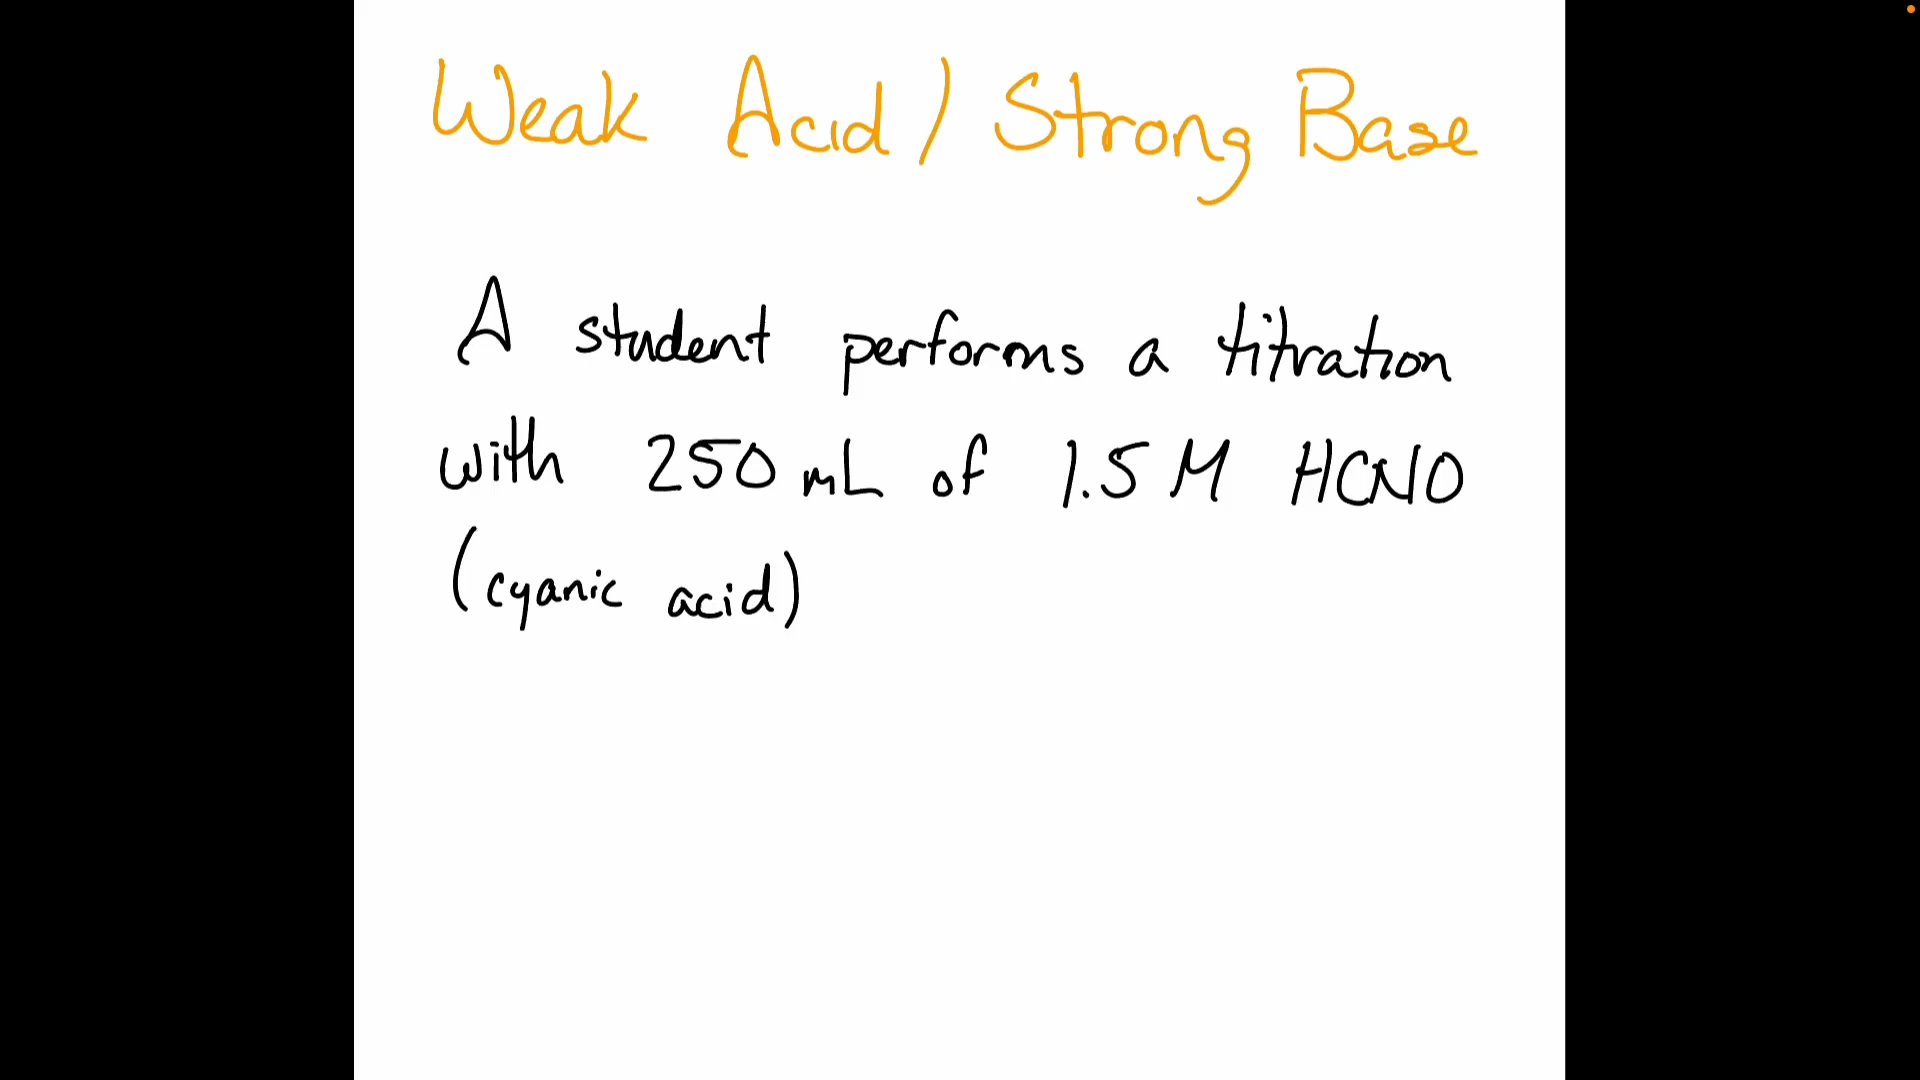 Weak Acid / Strong Base
A student performs a titration
with 250 mL of 1.5 M HCNO
(cyanic acid)